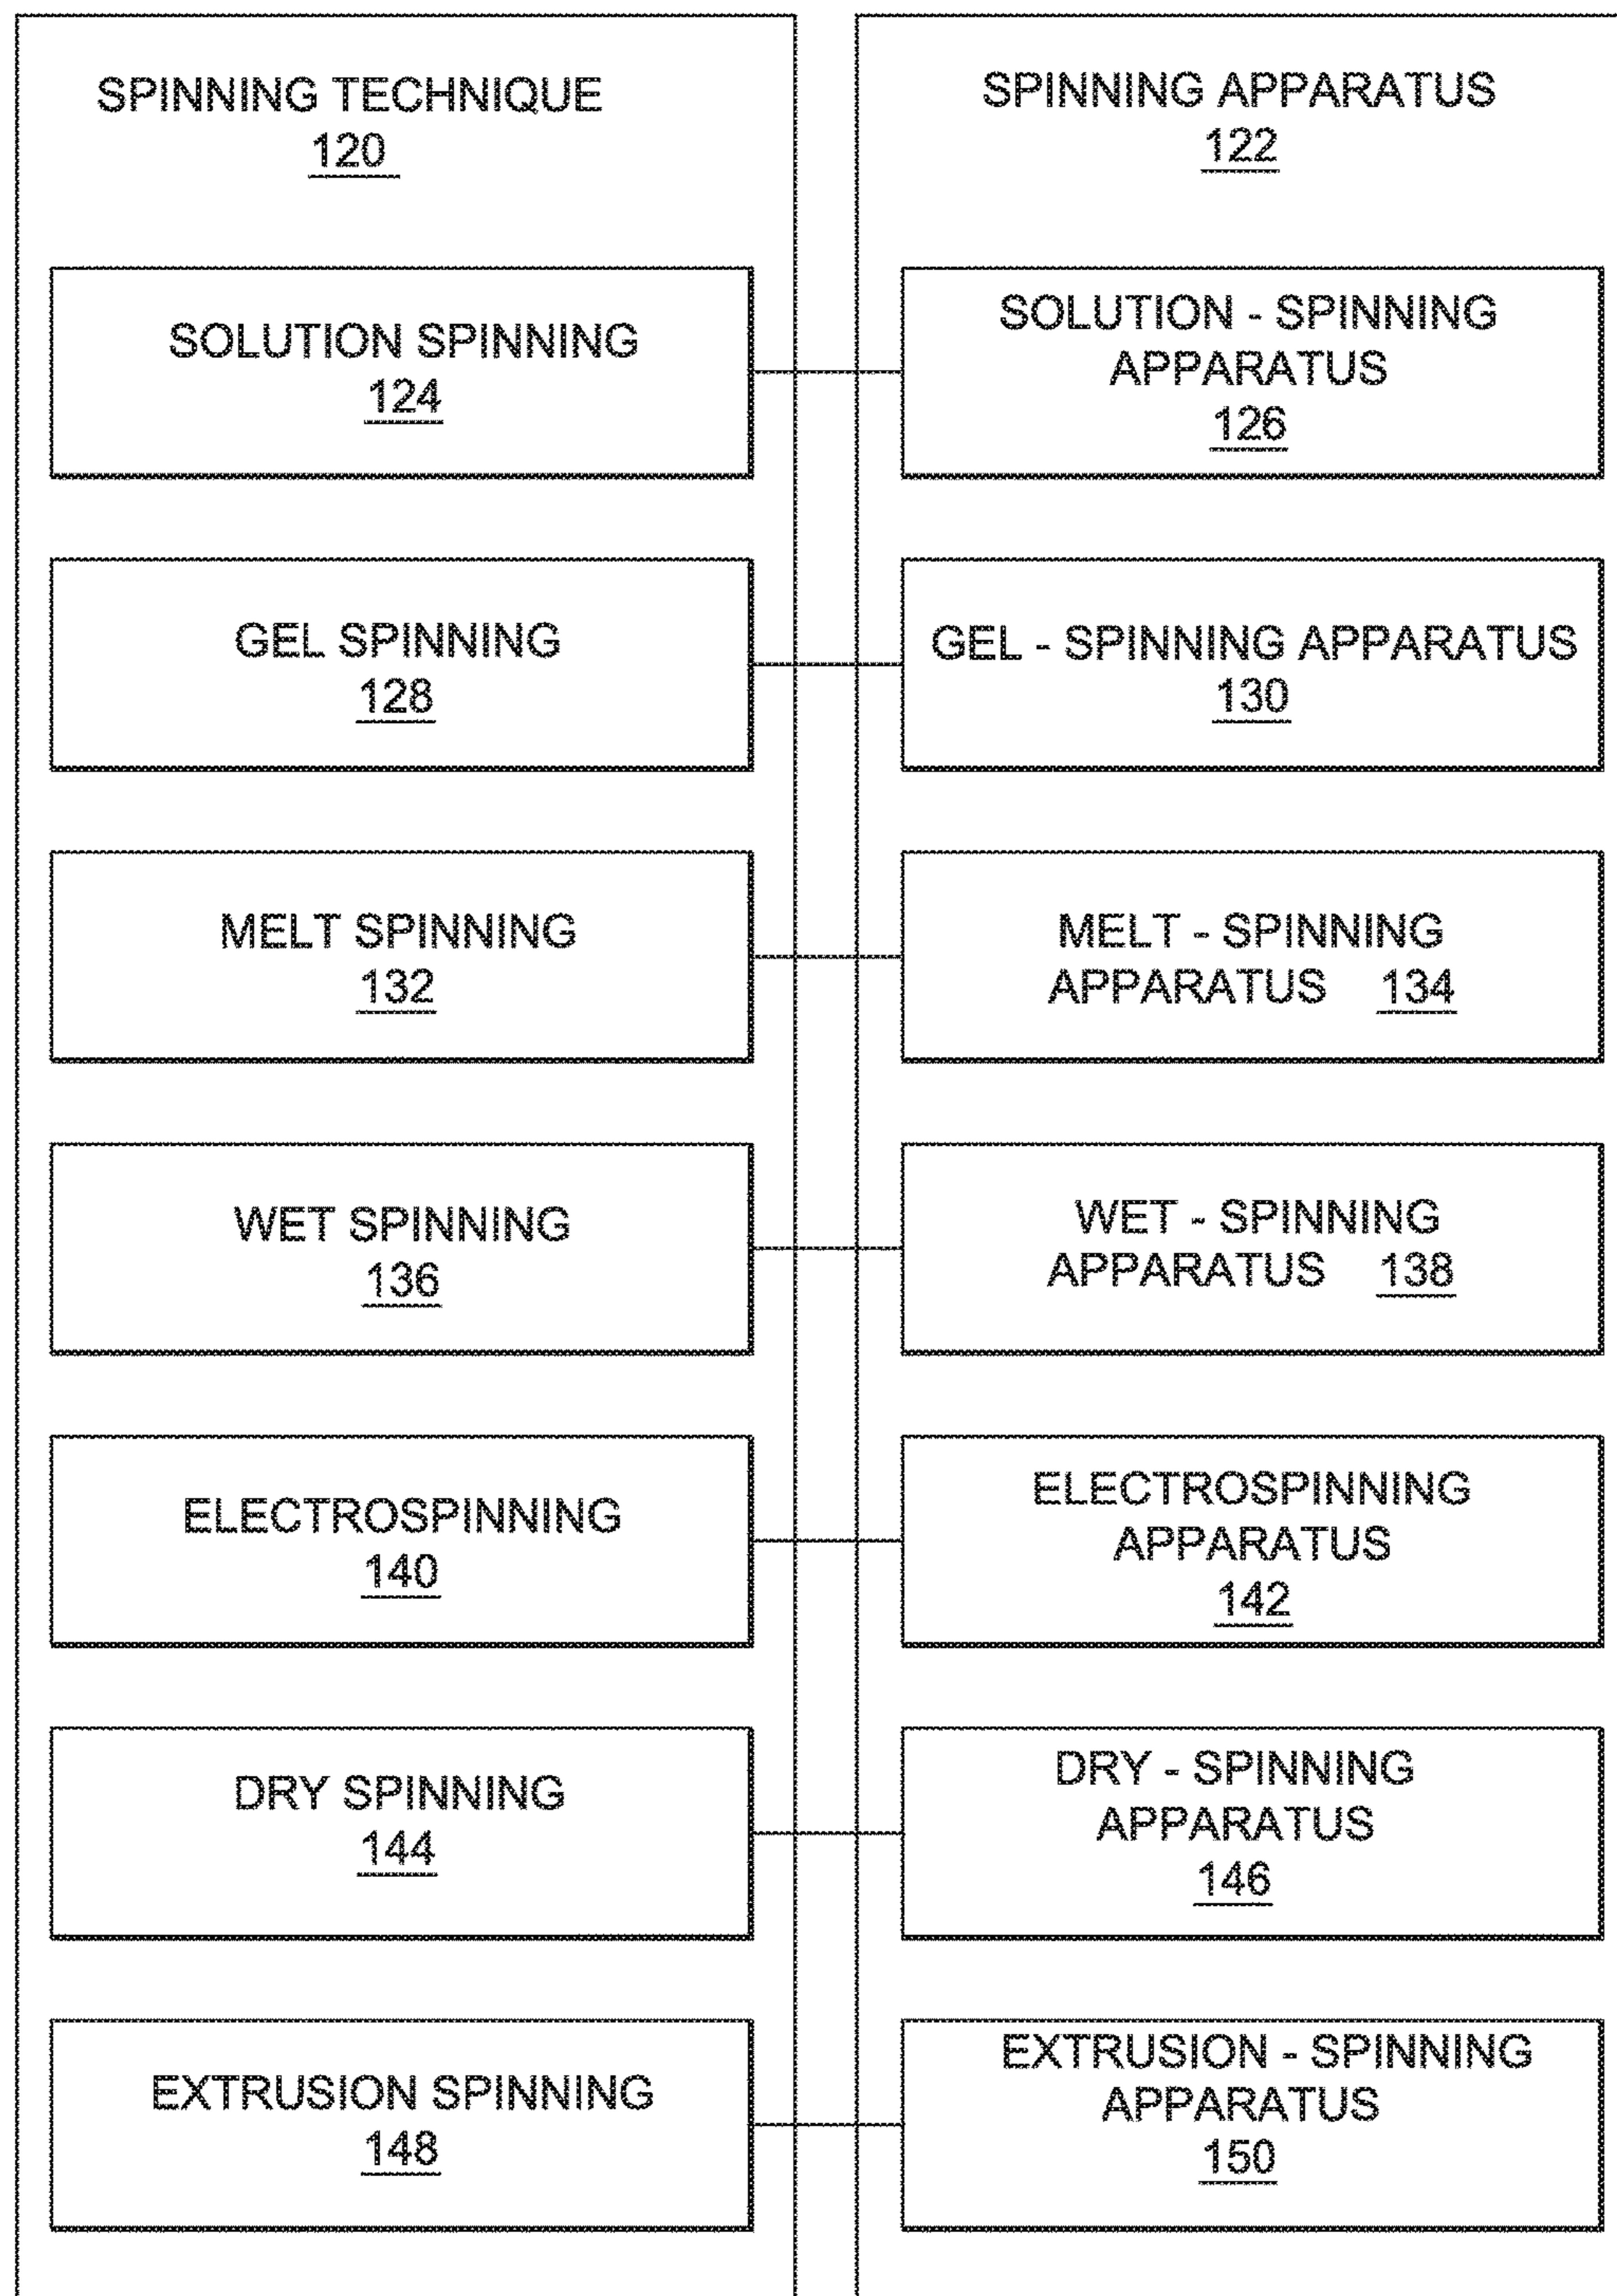 SPINNING TECHNIQUE
120
SOLUTION SPINNING
124
GEL SPINNING
128
MELT SPINNING
132
WET SPINNING
136
ELECTROSPINNING
140
DRY SPINNING
144
EXTRUSION SPINNING
148
SPINNING APPARATUS
122
SOLUTION - SPINNING
APPARATUS
126
GEL - SPINNING APPARATUS
130
MELT - SPINNING
APPARATUS 134
WET - SPINNING
APPARATUS 138
ELECTROSPINNING
APPARATUS
142
DRY - SPINNING
APPARATUS
146
EXTRUSION - SPINNING
APPARATUS
150